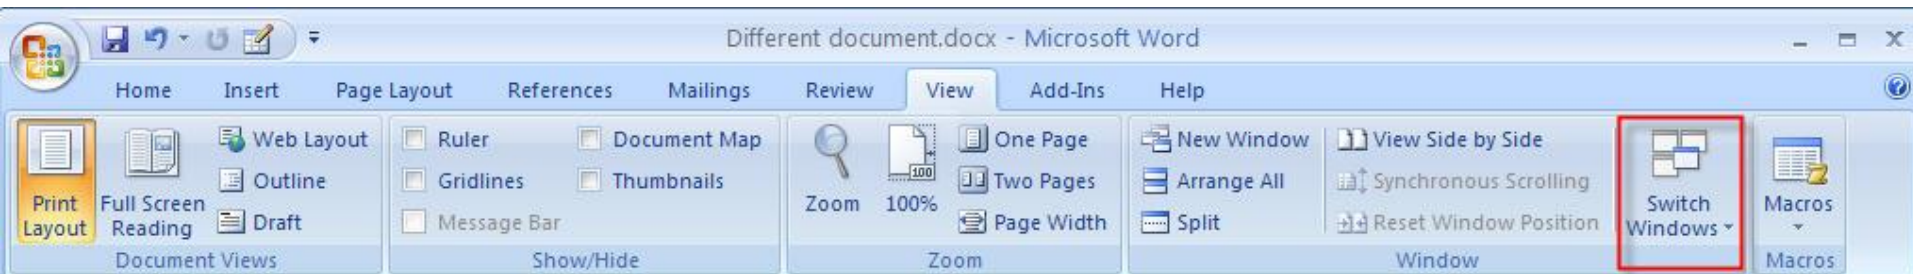 Different document.docx - Microsoft Word
Home Insert Page Layout References Mailings Review View Add-Ins Help
Print Layout
Full Screen Reading
Web Layout
Outline
Draft
Document Views
Ruler
Gridlines
Message Bar
Document Map
Thumbnails
Show/Hide
Zoom
100
100%
One Page
Two Pages
Page Width
Zoom
New Window
Arrange All
Split
View Side by Side
Synchronous Scrolling
Reset Window Position
Switch
Windows
Window
Macros
Macros